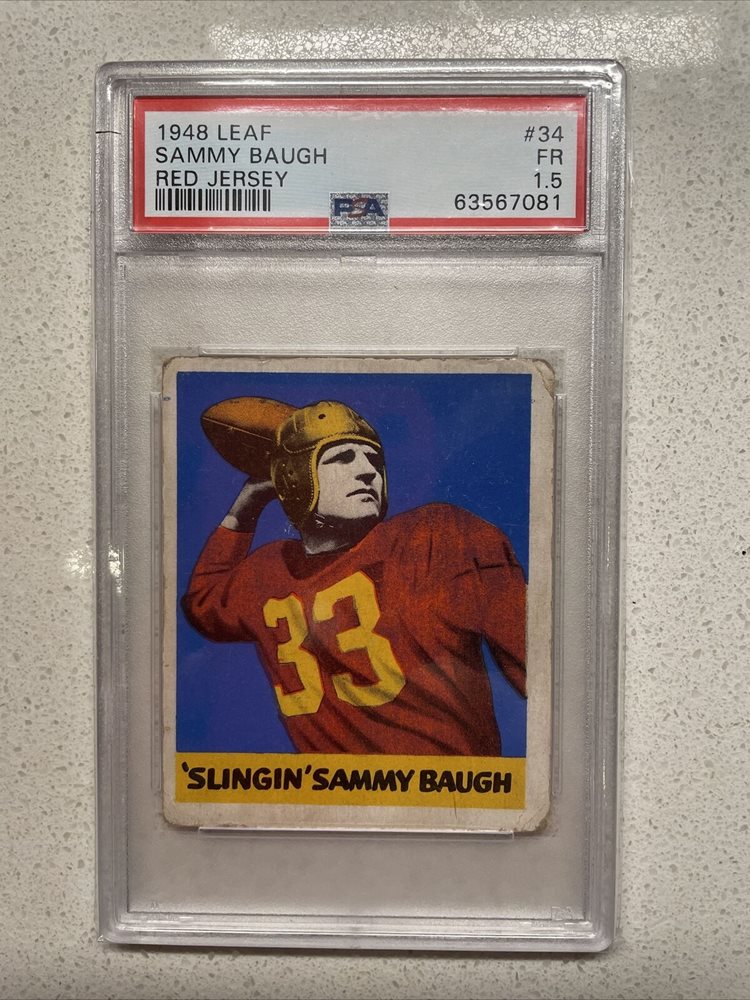 1948 LEAF #34
SAMMY BAUGH FR
RED JERSEY 1.5
PSA 63567081
33
'SLINGIN' SAMMY BAUGH